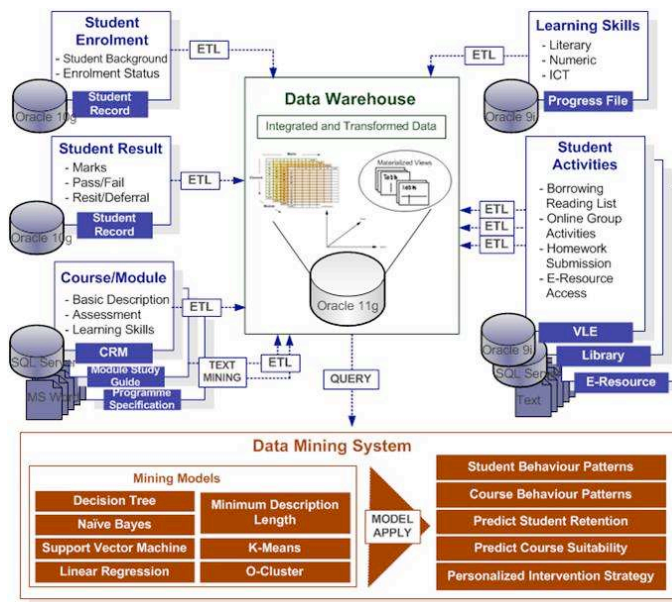 Student
Enrolment
- Student Background
- Enrolment Status
Oracle 10g
Student
Record
ETL
Student Result
- Marks
- Pass/Fail
- Resit/Deferral
Oracle 10g
Student
Record
ETL
Course/Module
- Basic Description
- Assessment
- Learning Skills
SQL Server
CRM
Module Study
Guide
MS Word
Programme
Specification
ETL
TEXT
MINING
ETL
Data Warehouse
Integrated and Transformed Data
Materialized Views
Table
Table
Oracle 11g
QUERY
Learning Skills
- Literary
- Numeric
- ICT
Oracle 9i
Progress File
ETL
Student
Activities
- Borrowing
Reading List
- Online Group
Activities
- Homework
Submission
- E-Resource
Access
ETL
ETL
ETL
Oracle 9i
VLE
SQL Server
Library
Text
E-Resource
Data Mining System
Mining Models
Decision Tree
Naïve Bayes
Support Vector Machine
Linear Regression
Minimum Description
Length
K-Means
O-Cluster
MODEL
APPLY
Student Behaviour Patterns
Course Behaviour Patterns
Predict Student Retention
Predict Course Suitability
Personalized Intervention Strategy